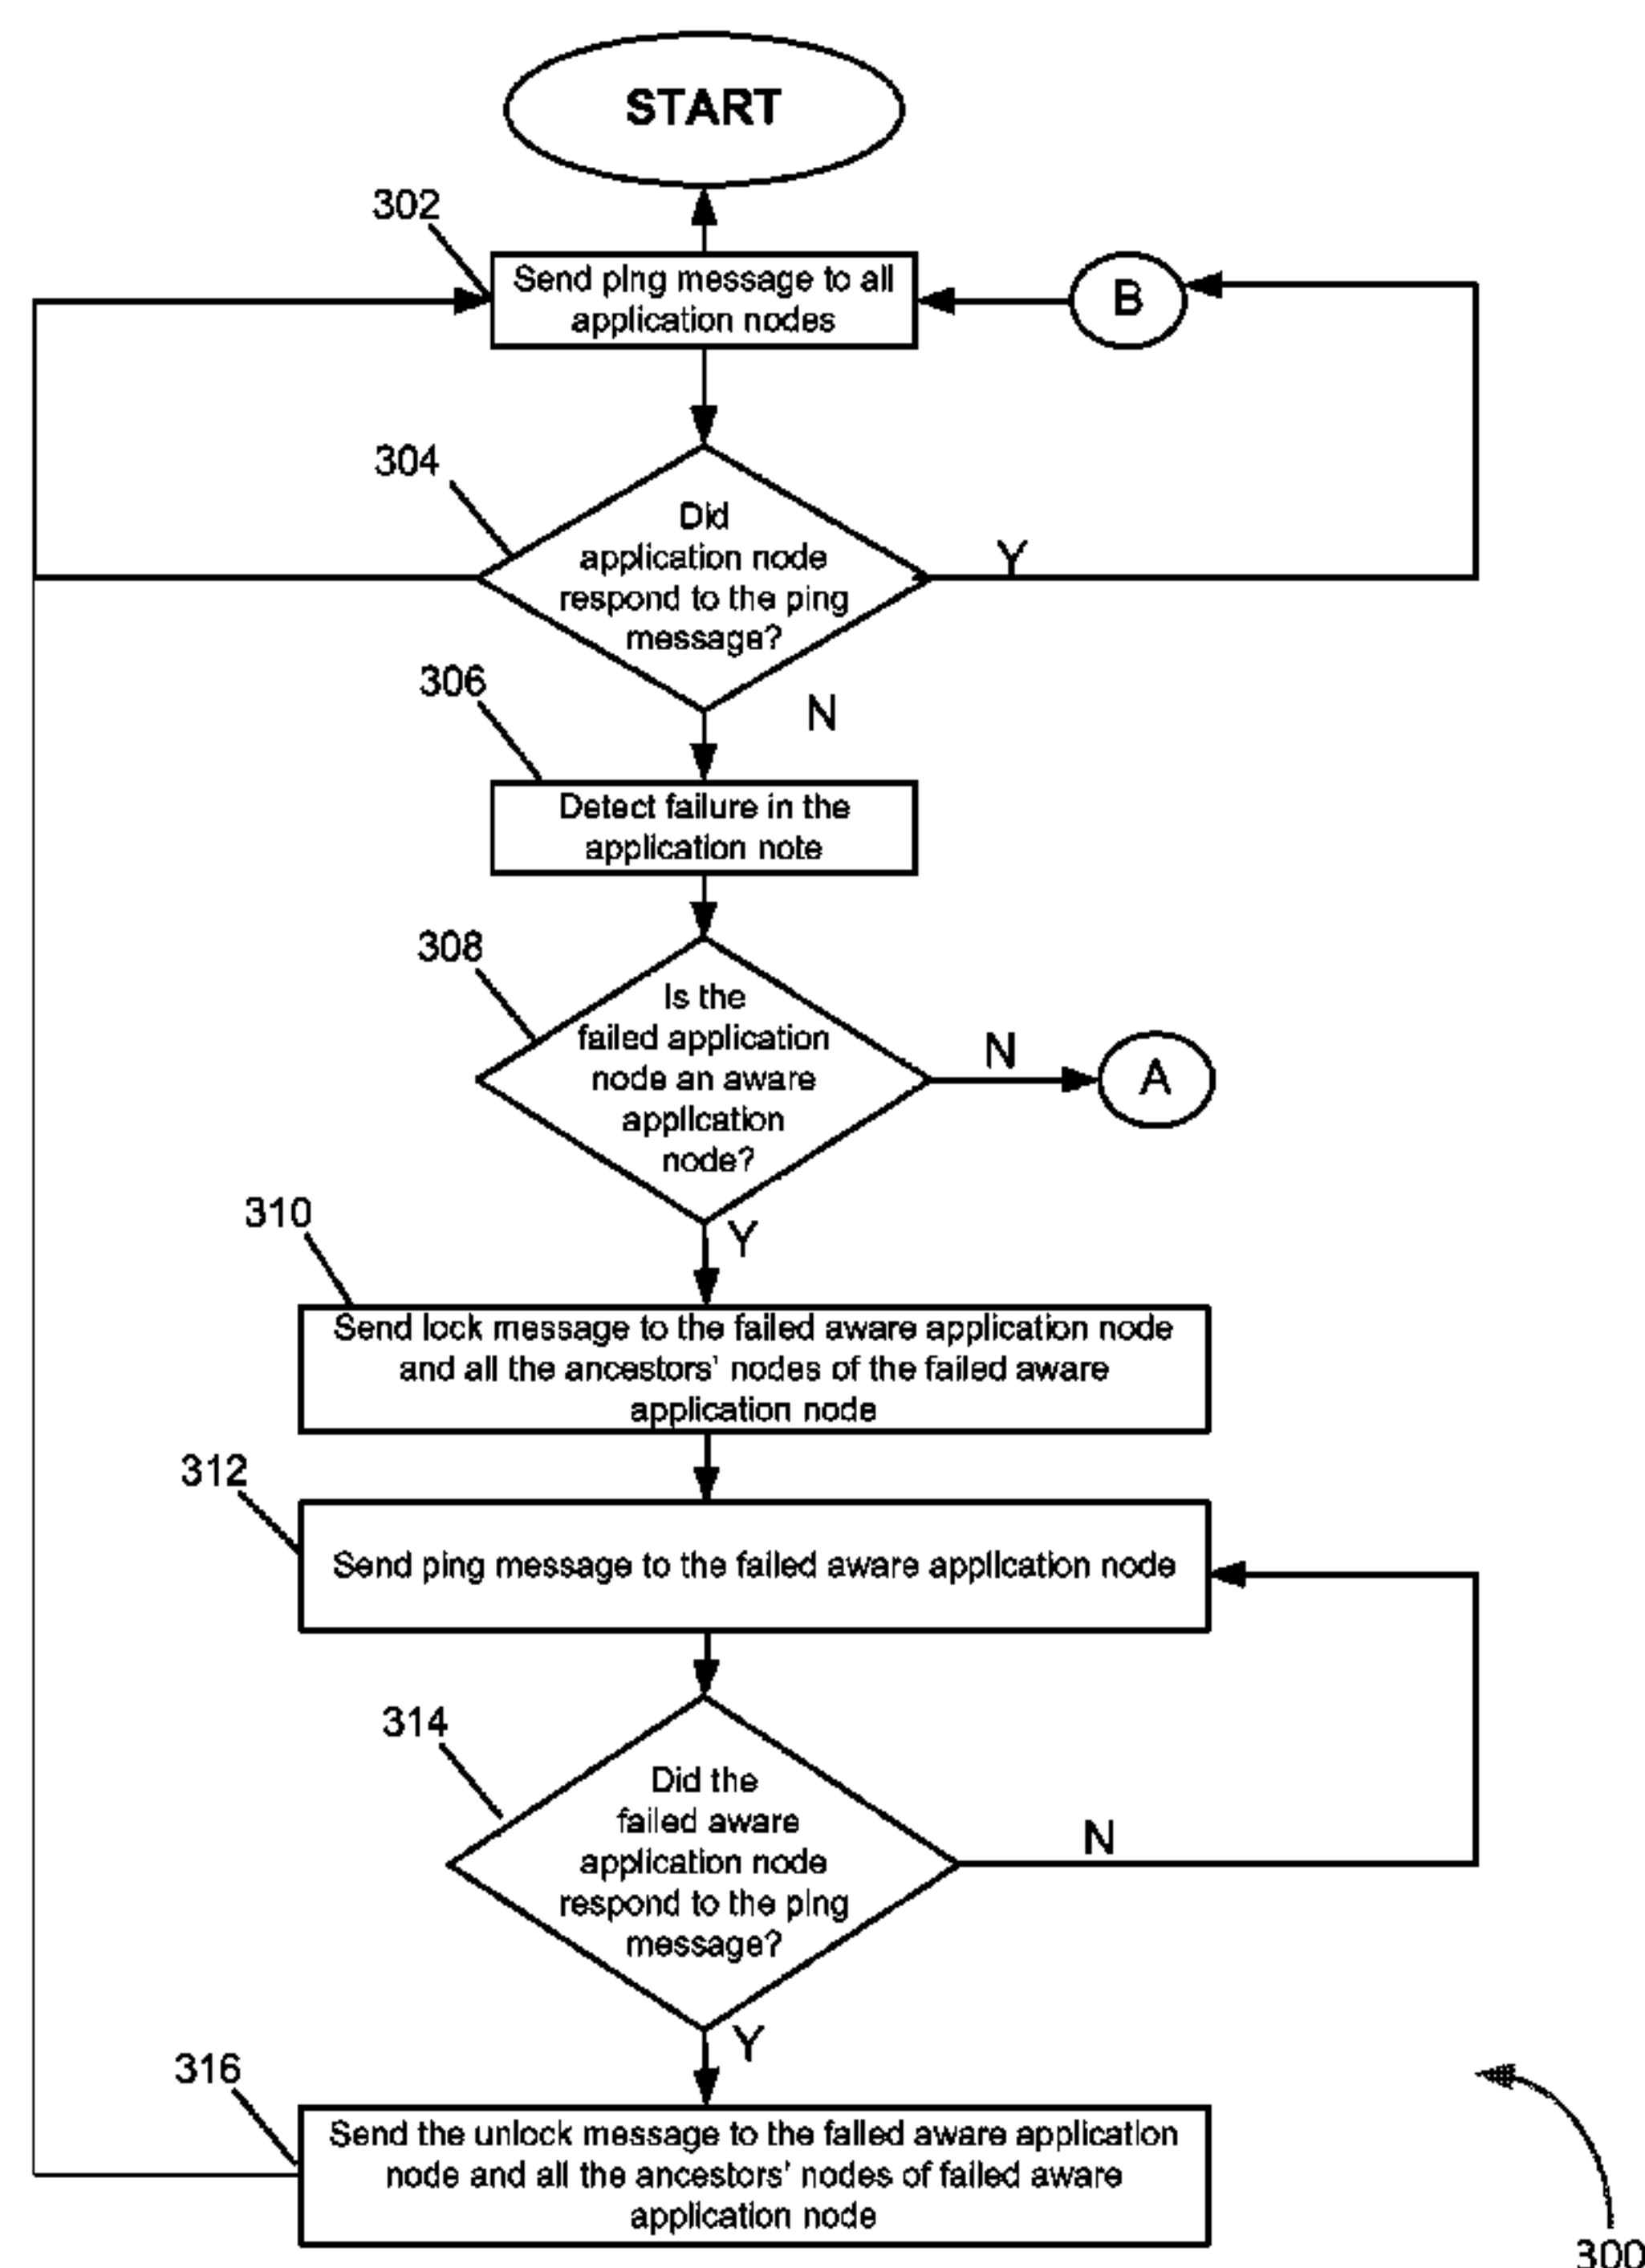 START
302
Send ping message to all
application nodes
B
304
Did
application node
respond to the ping
message?
Y
N
306
Detect failure in the
application note
308
Is the
failed application
node an aware
application
node?
N
A
Y
310
Send lock message to the failed aware application node
and all the ancestors' nodes of the failed aware
application node
312
Send ping message to the failed aware application node
314
Did the
failed aware
application node
respond to the ping
message?
N
Y
316
Send the unlock message to the failed aware application
node and all the ancestors' nodes of failed aware
application node
300